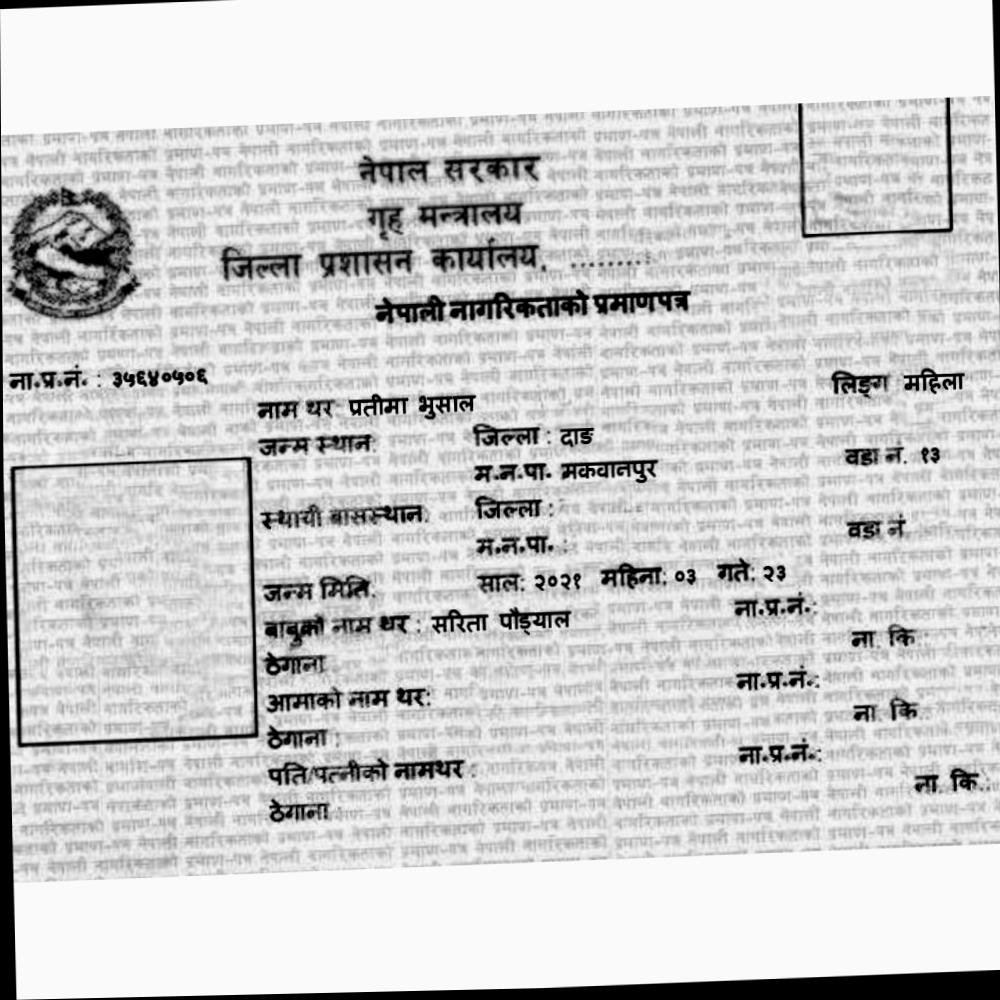 नेपाल सरकार
गृह मन्त्रालय
जिल्ला प्रशासन कार्यालय, ..........
नेपाली नागरिकताको प्रमाणपत्र
ना.प्र.नं. : ३५६४०५०६
लिङ्ग महिला
नाम थर: प्रतीमा भुसाल
जन्म स्थान: जिल्ला : दाङ
म.न.पा. मकवानपुर वडा नं. १३
स्थायी बासस्थान: जिल्ला :
म.न.पा. : वडा नं
जन्म मिति: साल: २०२१ महिना: ०३ गते: २३
बाबुको नाम थर : सरिता पौड्याल ना.प्र.नं.:
ठेगाना ना. कि.:
आमाको नाम थर: ना.प्र.नं.:
ठेगाना : ना. कि.:
पति/पत्नीको नामथर : ना.प्र.नं.:
ठेगाना : ना. कि.: